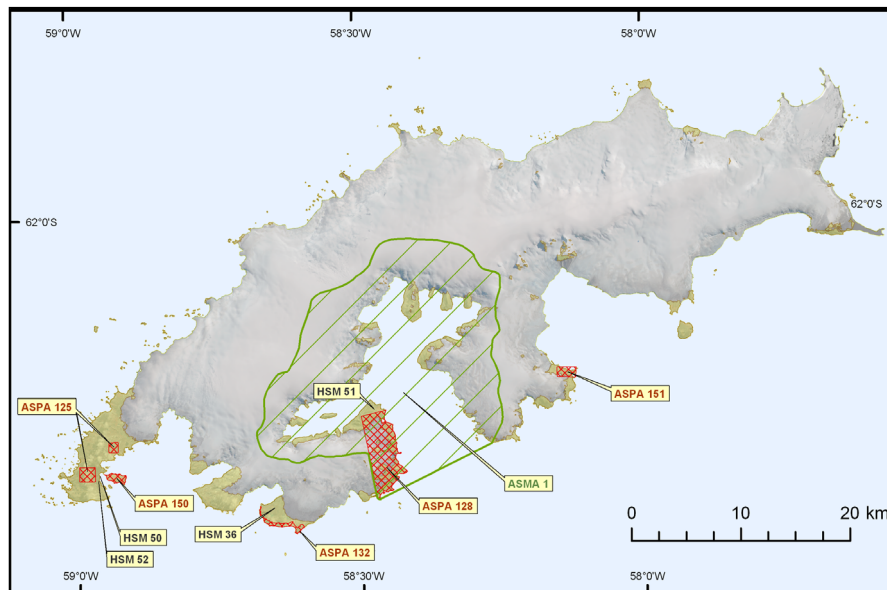 59°0'W
58°30'W
58°0'W
62°0'S
62°0'S
HSM 51
ASPA 151
ASPA 125
ASMA 1
ASPA 150
ASPA 128
HSM 50
HSM 36
HSM 52
ASPA 132
0 10 20 km
59°0'W
58°30'W
58°0'W